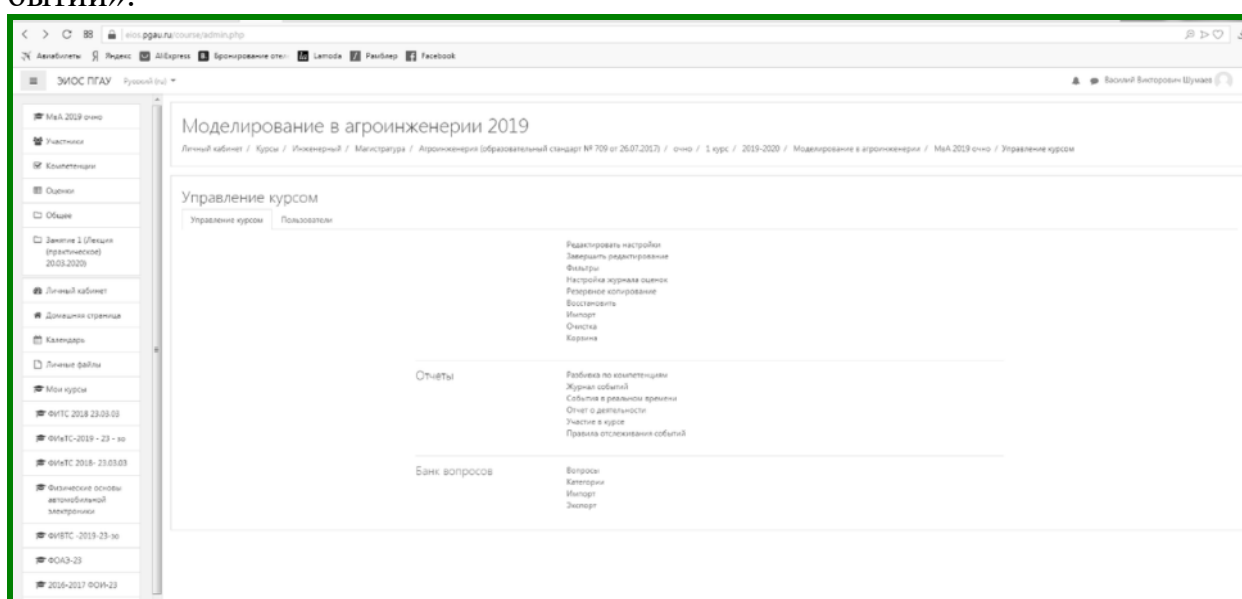 бытий».
eios.pgau.ru/course/admin.php
Авиабилеты Яндекс AliExpress Бронирование отел Lamoda Рамблер Facebook
ЭИОС ПГАУ Русский (ru)
Василий Викторович Шумаев
МвА 2019 очно
Участники
Компетенции
Оценки
Общее
Занятие 1 (Лекция
(практическое)
20.03.2020)
Личный кабинет
Домашняя страница
Календарь
Личные файлы
Мои курсы
ФИТС 2018 23.03.03
ФИвТС-2019 - 23 - зо
ФИвТС 2018- 23.03.03
Физические основы
автомобильной
электроники
ФИВТС -2019-23-зо
ФОАЭ-23
2016-2017 ФОИ-23
Моделирование в агроинженерии 2019
Личный кабинет / Курсы / Инженерный / Магистратура / Агроинженерия (образовательный стандарт № 709 от 26.07.2017) / очно / 1 курс / 2019-2020 / Моделирование в агроинженерии / МвА 2019 очно / Управление курсом
Управление курсом
Управление курсом Пользователи
Редактировать настройки
Завершить редактирование
Фильтры
Настройка журнала оценок
Резервное копирование
Восстановить
Импорт
Очистка
Корзина
Отчеты
Разбивка по компетенциям
Журнал событий
События в реальном времени
Отчет о деятельности
Участие в курсе
Правила отслеживания событий
Банк вопросов
Вопросы
Категории
Импорт
Экспорт